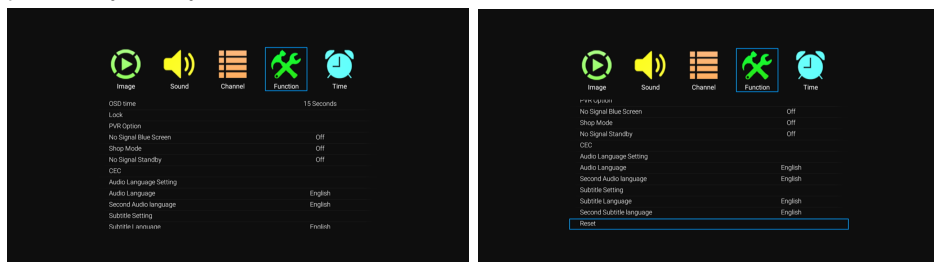 Image Sound Channel Function Time
OSD time 15 Seconds
Lock
PVR Option
No Signal Blue Screen Off
Shop Mode Off
No Signal Standby Off
CEC
Audio Language Setting
Audio Language English
Second Audio language English
Subtitle Setting
Subtitle Language English
Image Sound Channel Function Time
PVR Option
No Signal Blue Screen Off
Shop Mode Off
No Signal Standby Off
CEC
Audio Language Setting
Audio Language English
Second Audio language English
Subtitle Setting
Subtitle Language English
Second Subtitle language English
Reset